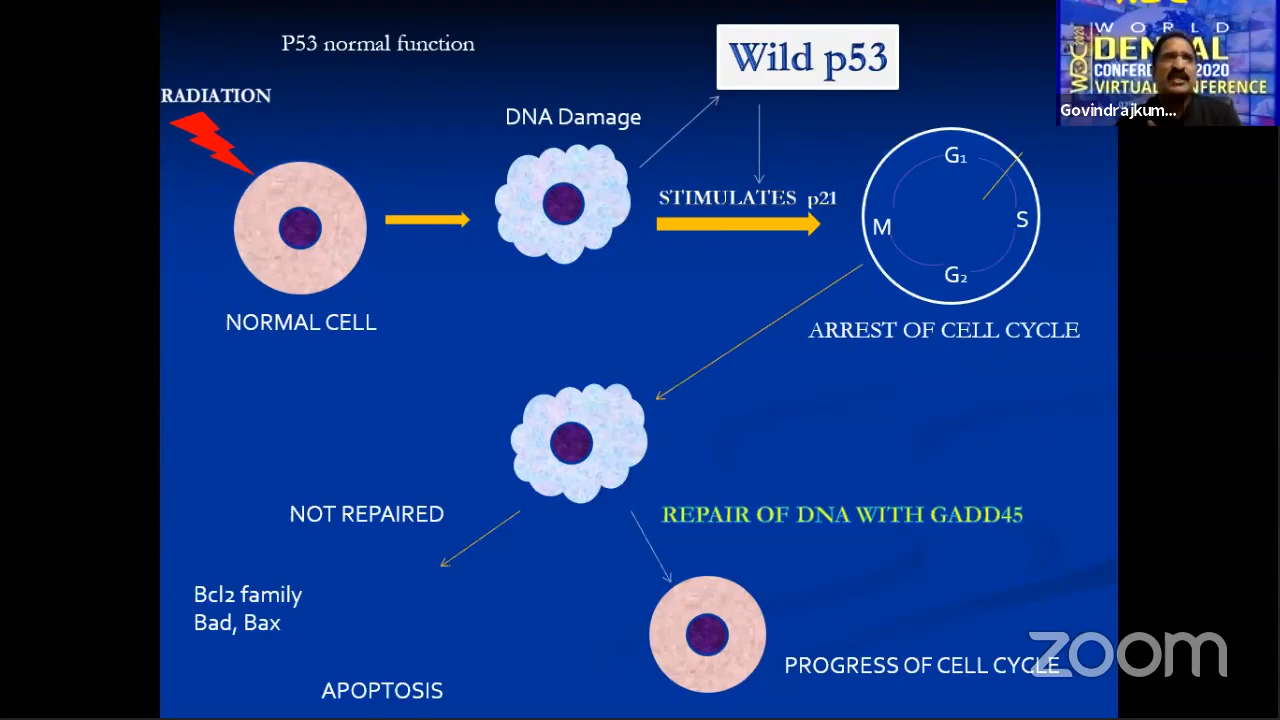 P53 normal function
Wild p53
RADIATION
DNA Damage
STIMULATES p21
G1
M
S
G2
NORMAL CELL
ARREST OF CELL CYCLE
NOT REPAIRED
REPAIR OF DNA WITH GADD45
Bcl2 family
Bad, Bax
PROGRESS OF CELL CYCLE
APOPTOSIS
zoom
WDC 2020
WORLD
CONFERENCE 2020
VIRTUAL CONFERENCE
Govindrajkum...